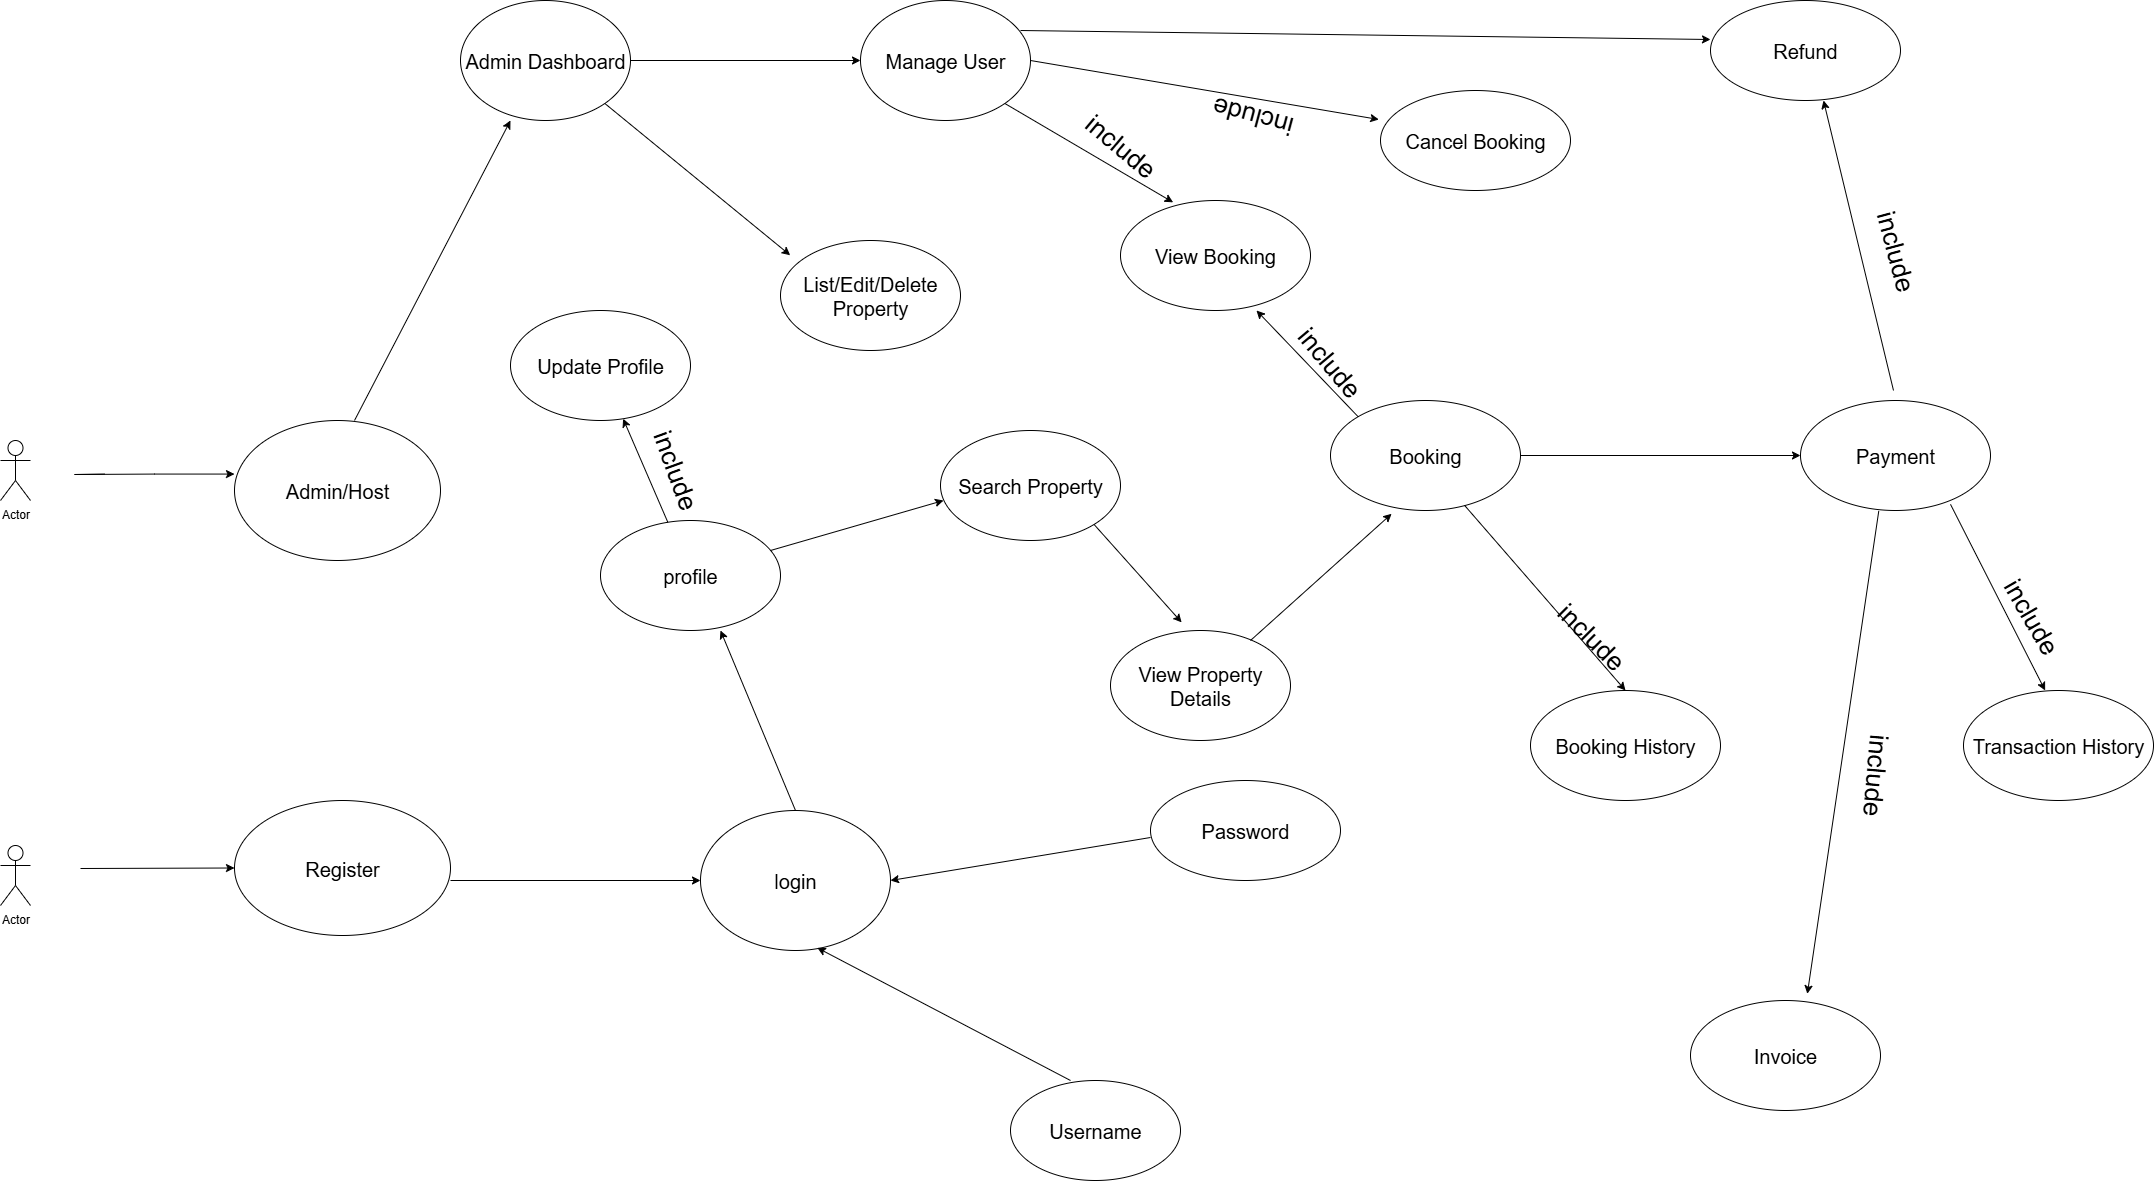 Admin Dashboard
Manage User
Refund
include
include
Cancel Booking
include
View Booking
List/Edit/Delete
Property
Update Profile
include
include
Search Property
Booking
Payment
Admin/Host
Actor
profile
include
include
View Property
Details
Booking History
Transaction History
include
Password
Register
login
Actor
Invoice
Username